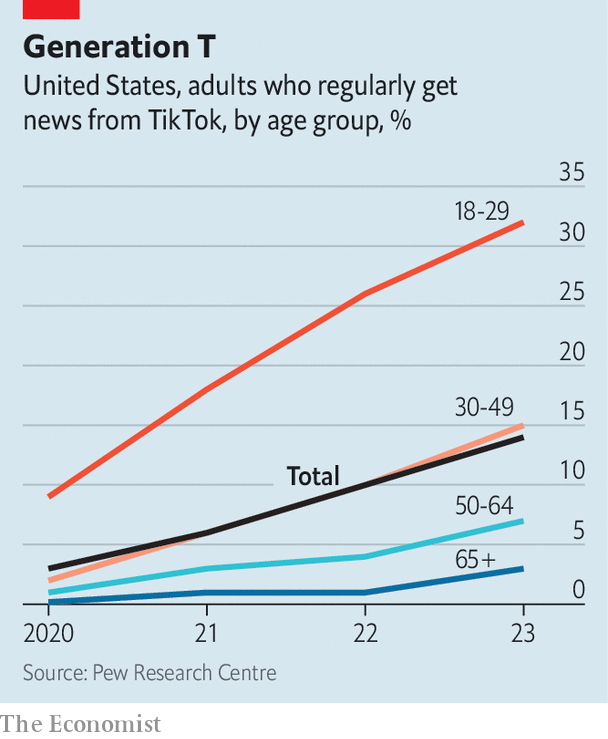 Generation T
United States, adults who regularly get
news from TikTok, by age group, %
35
18-29
30
25
20
30-49
15
Total
10
50-64
5
65+
0
2020
21
22
23
Source: Pew Research Centre
The Economist